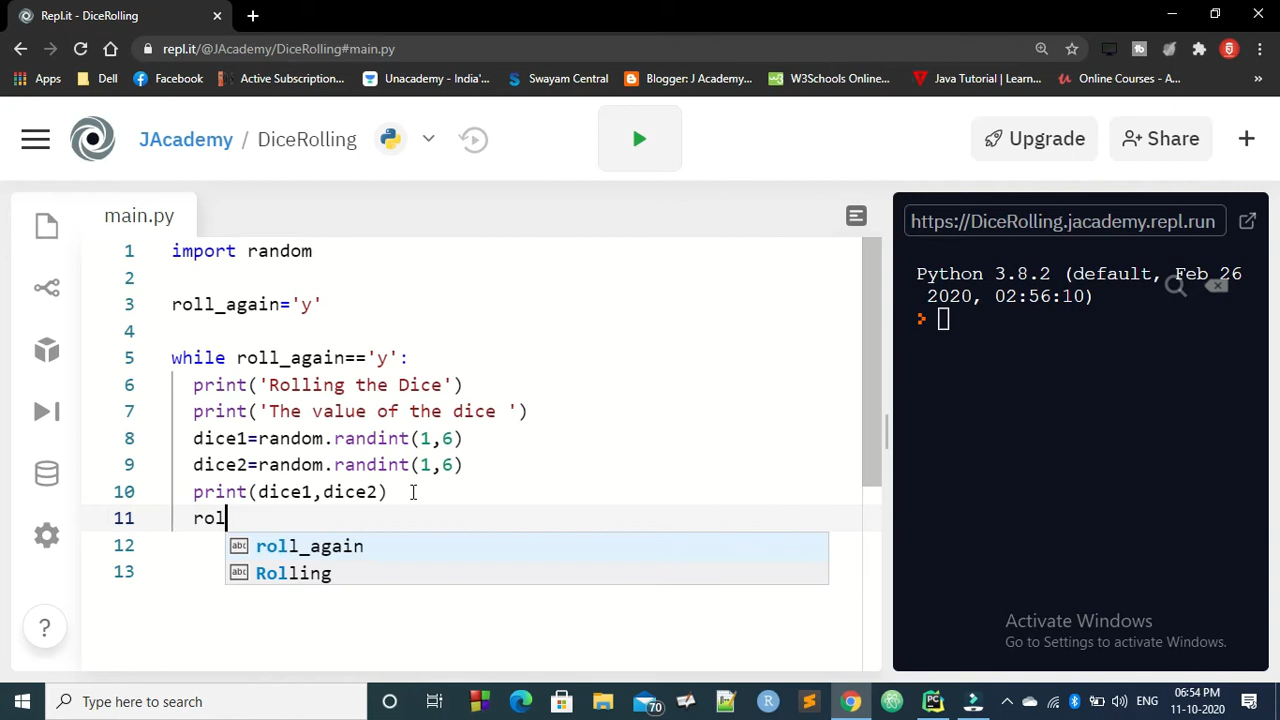 Repl.it - DiceRolling
repl.it/@JAcademy/DiceRolling#main.py
Apps Dell Facebook Active Subscription... Unacademy - India'... Swayam Central Blogger: J Academy... W3Schools Online... Java Tutorial | Learn... Online Courses - A... »
JAcademy / DiceRolling Upgrade Share
main.py
https://DiceRolling.jacademy.repl.run
1 import random
2
3 roll_again='y'
4
5 while roll_again=='y':
6 print('Rolling the Dice')
7 print('The value of the dice ')
8 dice1=random.randint(1,6)
9 dice2=random.randint(1,6)
10 print(dice1,dice2)
11 rol
12
13
abc roll_again
abc Rolling
Python 3.8.2 (default, Feb 26
2020, 02:56:10)
>
Activate Windows
Go to Settings to activate Windows.
?
Type here to search
70
R
PC
ENG
06:54 PM
11-10-2020